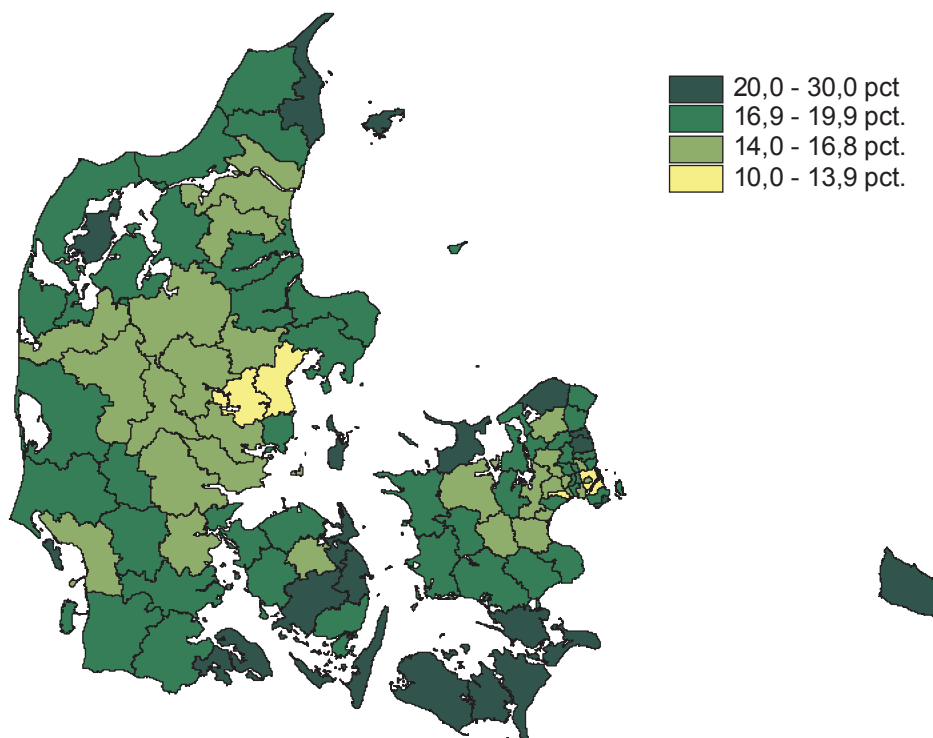 20,0 - 30,0 pct
16,9 - 19,9 pct.
14,0 - 16,8 pct.
10,0 - 13,9 pct.